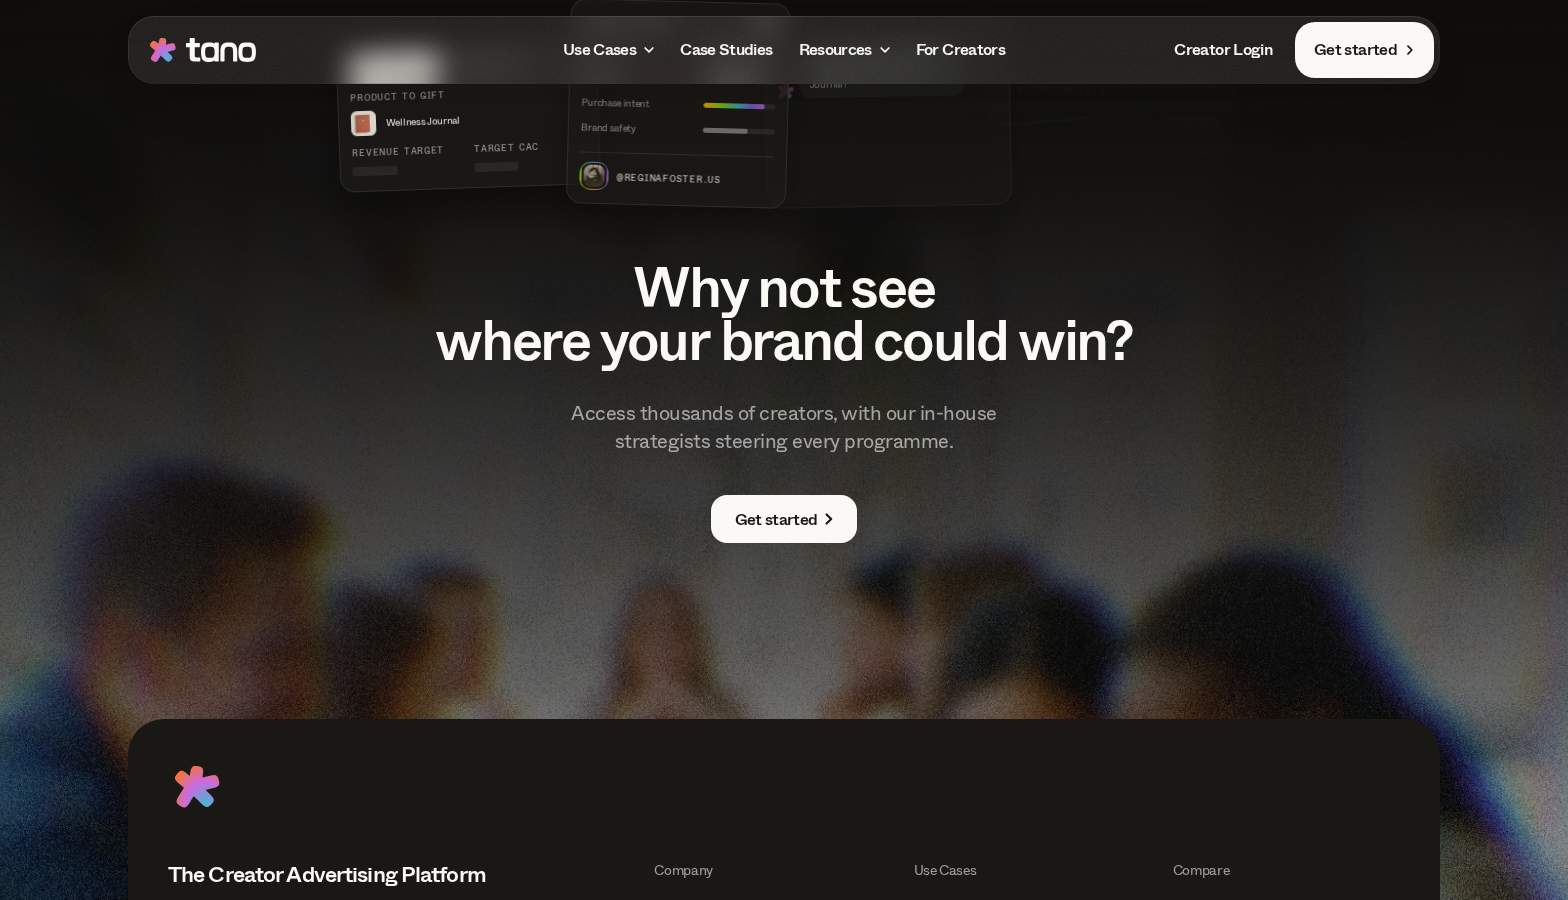 tano
Use Cases
Case Studies
Resources
For Creators
Creator Login
Get started
PRODUCT TO GIFT
Wellness Journal
REVENUE TARGET
TARGET CAC
Purchase intent
Brand safety
@REGINAFOSTER.US
Journal?
Why not see
where your brand could win?
Access thousands of creators, with our in-house
strategists steering every programme.
Get started
The Creator Advertising Platform
Company
Use Cases
Compare